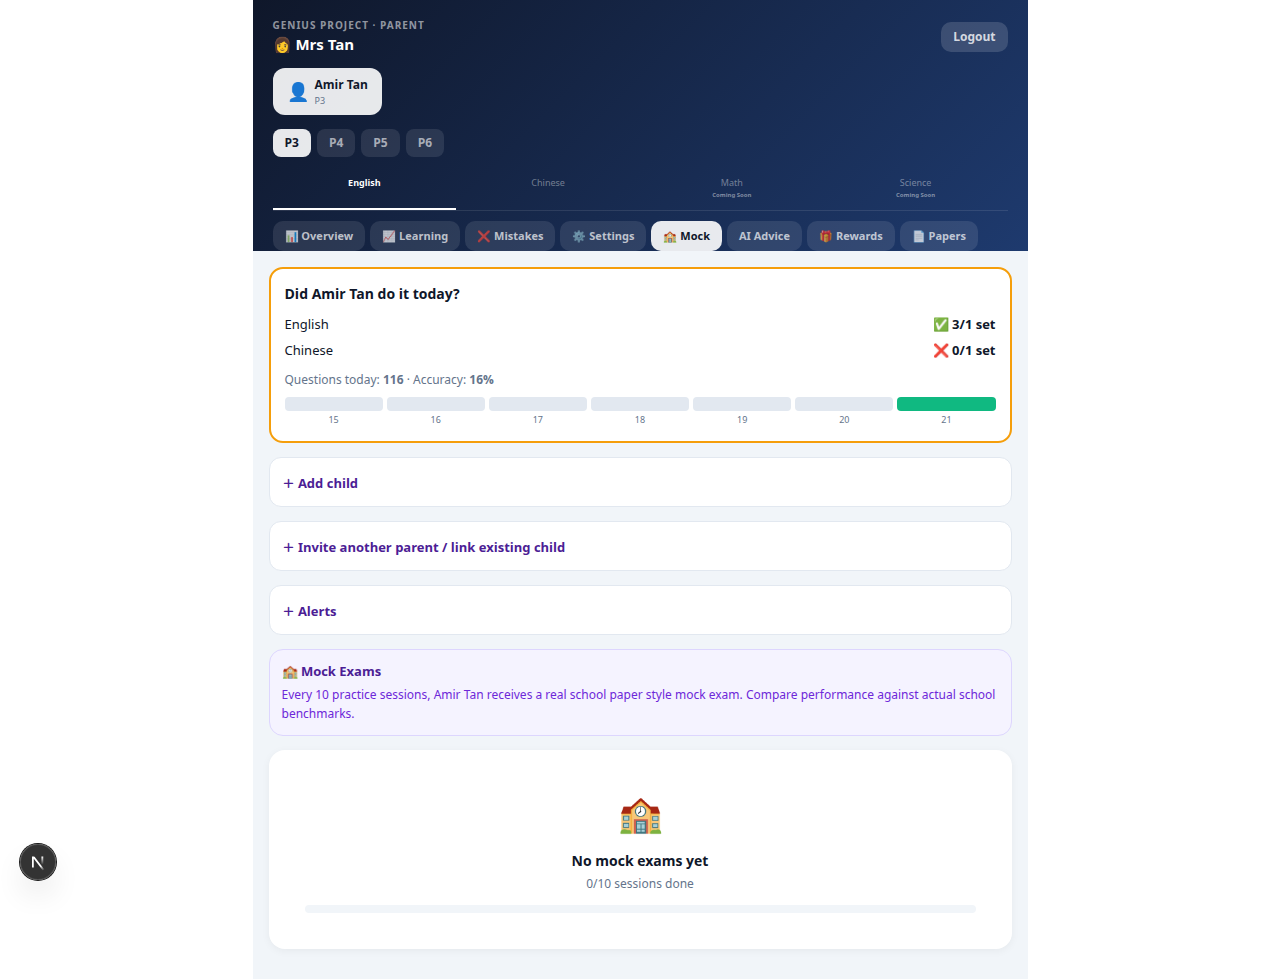 GENIUS PROJECT · PARENT
👩 Mrs Tan
Logout
Amir Tan
P3
P3 P4 P5 P6
English Chinese Math Science
Coming Soon Coming Soon
📊 Overview 📈 Learning ❌ Mistakes ⚙️ Settings 🏫 Mock AI Advice 🎁 Rewards 📄 Papers
Did Amir Tan do it today?
English ✅ 3/1 set
Chinese ❌ 0/1 set
Questions today: 116 · Accuracy: 16%
15 16 17 18 19 20 21
+ Add child
+ Invite another parent / link existing child
+ Alerts
🏫 Mock Exams
Every 10 practice sessions, Amir Tan receives a real school paper style mock exam. Compare performance against actual school
benchmarks.
No mock exams yet
0/10 sessions done
N